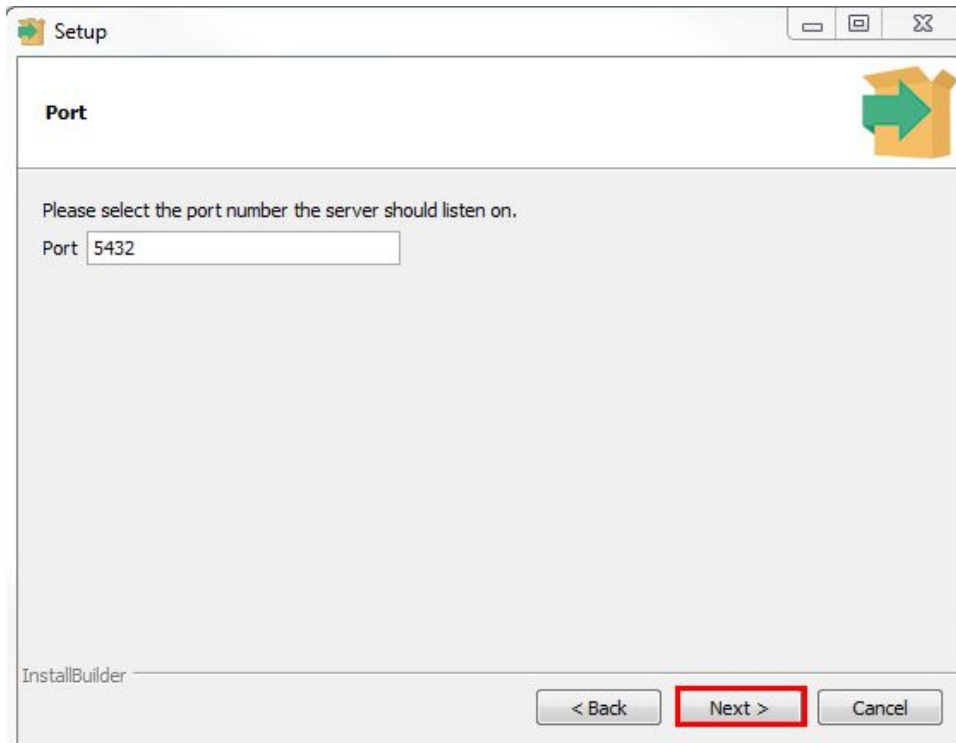 Setup
Port
Please select the port number the server should listen on.
Port 5432
InstallBuilder
< Back Next > Cancel